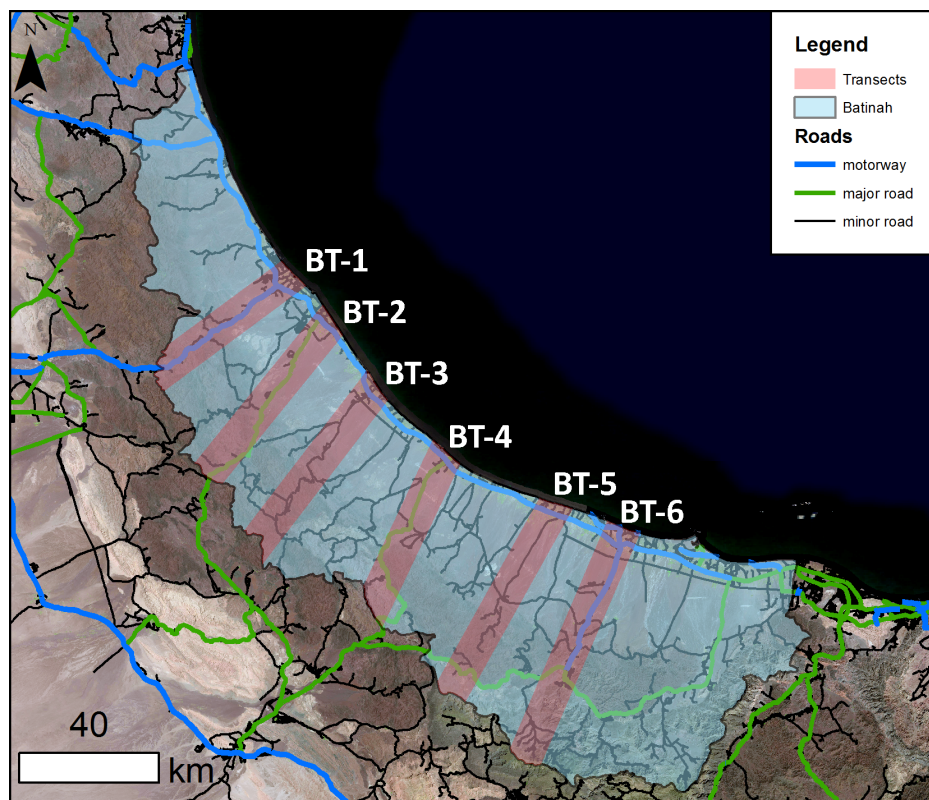 N
Legend
Transects
Batinah
Roads
motorway
major road
minor road
BT-1
BT-2
BT-3
BT-4
BT-5
BT-6
40
km